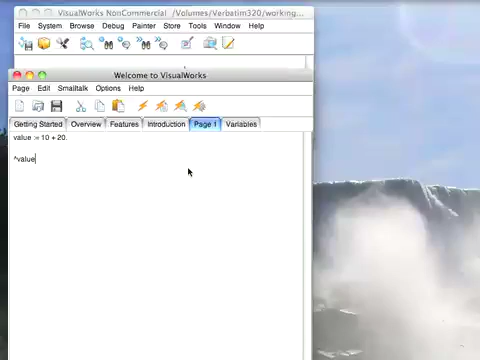 VisualWorks NonCommercial /Volumes/Verbatim320/working...
File System Browse Debug Painter Store Tools Window Help
Welcome to VisualWorks
Page Edit Smalltalk Options Help
Getting Started Overview Features Introduction Page 1 Variables
value := 10 + 20.
^value